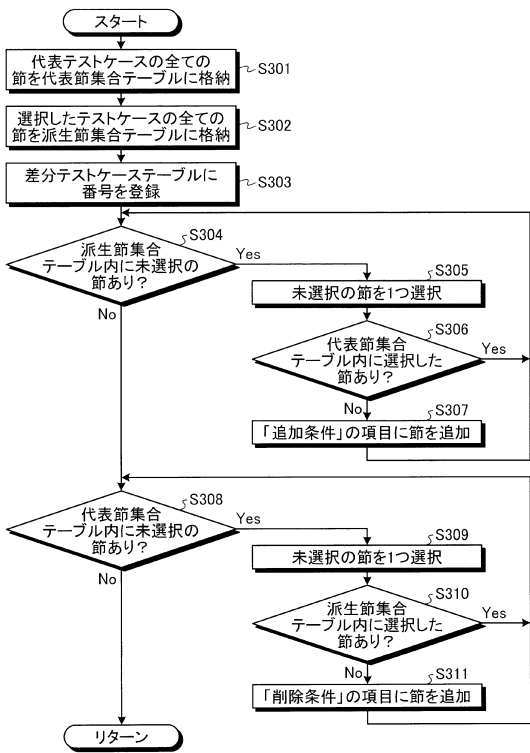 スタート
代表テストケースの全ての
節を代表節集合テーブルに格納
S301
選択したテストケースの全ての
節を派生節集合テーブルに格納
S302
差分テストケーステーブルに
番号を登録
S303
派生節集合
テーブル内に未選択の
節あり?
S304
Yes
No
未選択の節を1つ選択
S305
代表節集合
テーブル内に選択した
節あり?
S306
Yes
No
「追加条件」の項目に節を追加
S307
代表節集合
テーブル内に未選択の
節あり?
S308
Yes
No
未選択の節を1つ選択
S309
派生節集合
テーブル内に選択した
節あり?
S310
Yes
No
「削除条件」の項目に節を追加
S311
リターン